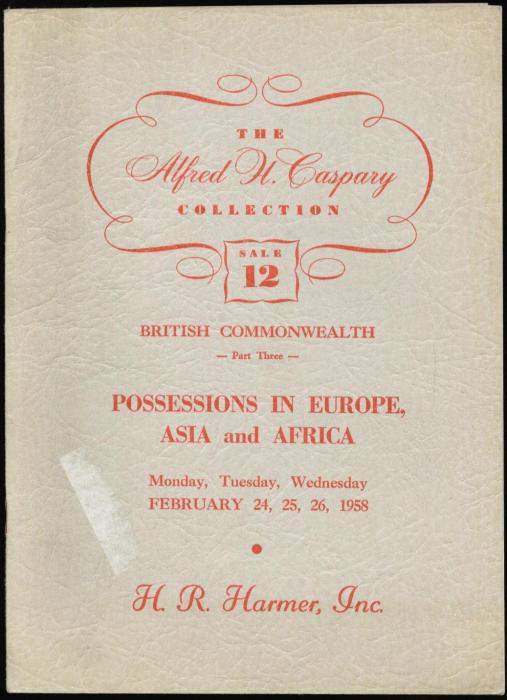 THE
Alfred H. Caspary
COLLECTION
SALE
12
BRITISH COMMONWEALTH
— Part Three —
POSSESSIONS IN EUROPE,
ASIA and AFRICA
Monday, Tuesday, Wednesday
FEBRUARY 24, 25, 26, 1958
H. R. Harmer, Inc.